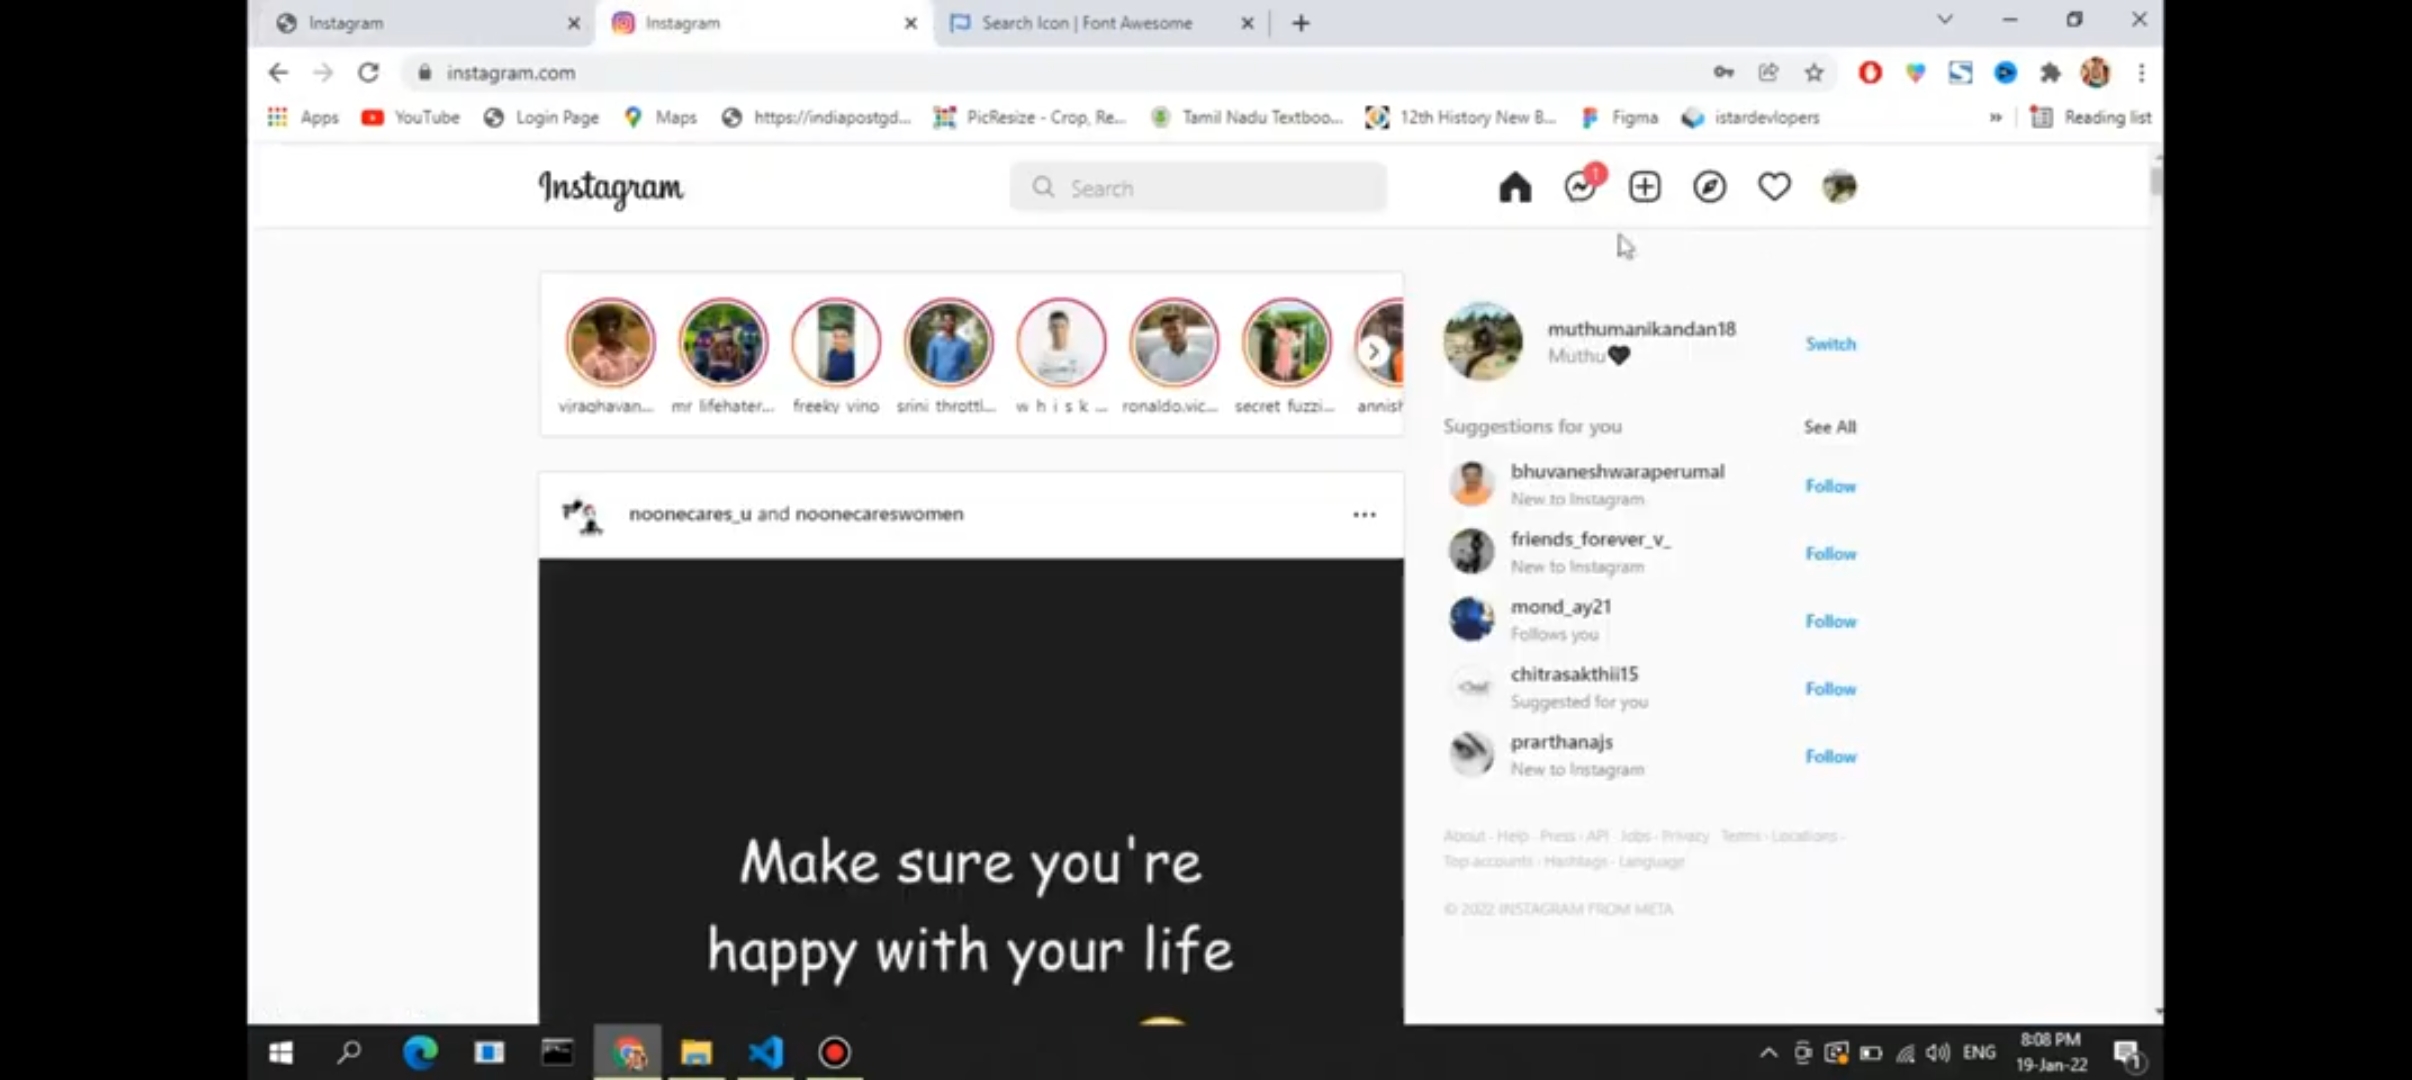 Instagram
Instagram
Search Icon | Font Awesome
instagram.com
Apps
YouTube
Login Page
Maps
https://indiapostgd...
PicResize - Crop, Re...
Tamil Nadu Textboo...
12th History New B...
Figma
istardevlopers
»
Reading list
Instagram
Search
1
viraghavan...
mr lifehater...
freeky vino
srini throttl...
w h i s k ...
ronaldo.vic...
secret fuzzi...
annish
muthumanikandan18
Muthu🖤
Switch
Suggestions for you
See All
bhuvaneshwaraperumal
New to Instagram
Follow
friends_forever_v_
New to Instagram
Follow
mond_ay21
Follows you
Follow
chitrasakthii15
Suggested for you
Follow
prarthanajs
New to Instagram
Follow
noonecares_u and noonecareswomen
Make sure you're
happy with your life
About · Help · Press · API · Jobs · Privacy · Terms · Locations ·
Top accounts · Hashtags · Language
© 2022 INSTAGRAM FROM META
ENG
8:08 PM
19-Jan-22
1